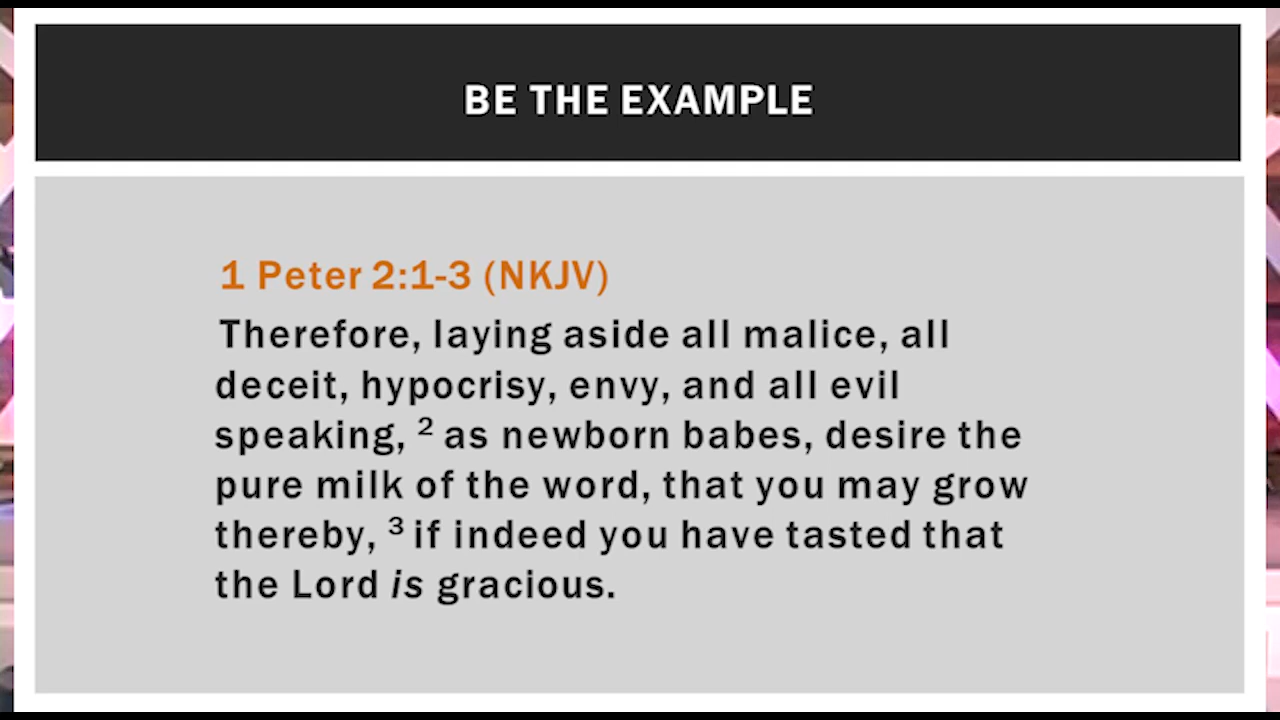 BE THE EXAMPLE
1 Peter 2:1-3 (NKJV)
Therefore, laying aside all malice, all
deceit, hypocrisy, envy, and all evil
speaking, ² as newborn babes, desire the
pure milk of the word, that you may grow
thereby, ³ if indeed you have tasted that
the Lord is gracious.